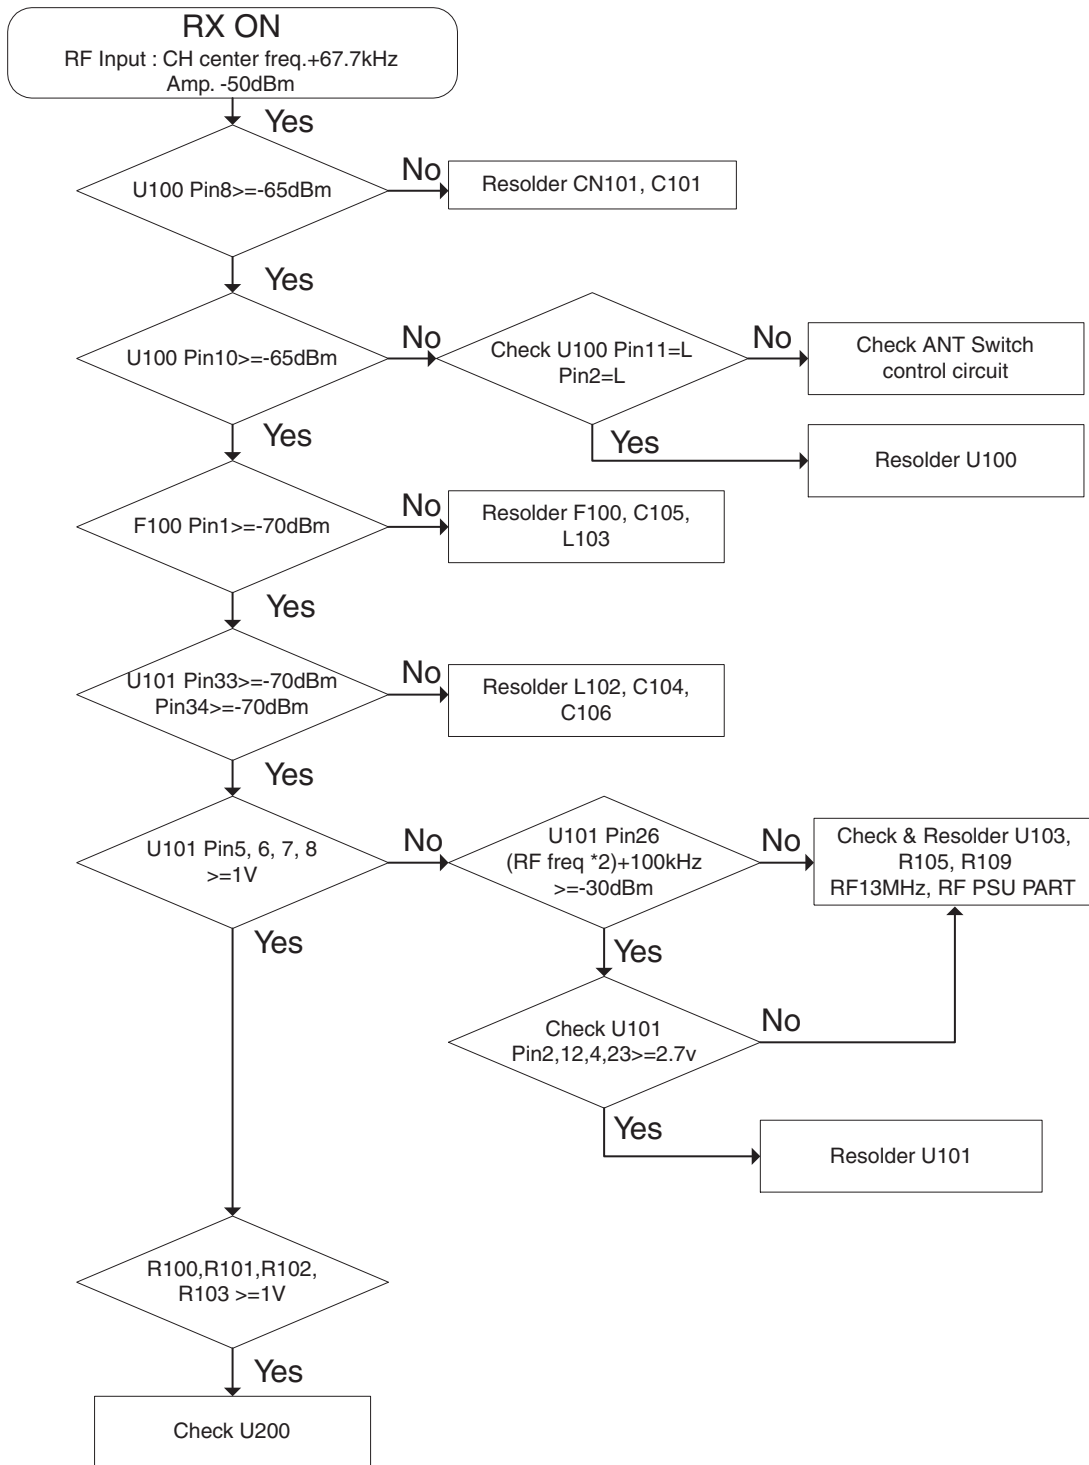 RX ON
RF Input : CH center freq.+67.7kHz
Amp. -50dBm
Yes
U100 Pin8>=-65dBm
No
Resolder CN101, C101
Yes
U100 Pin10>=-65dBm
No
Check U100 Pin11=L
Pin2=L
No
Check ANT Switch
control circuit
Yes
Resolder U100
Yes
F100 Pin1>=-70dBm
No
Resolder F100, C105,
L103
Yes
U101 Pin33>=-70dBm
Pin34>=-70dBm
No
Resolder L102, C104,
C106
Yes
U101 Pin5, 6, 7, 8
>=1V
No
U101 Pin26
(RF freq *2)+100kHz
>=-30dBm
No
Check & Resolder U103,
R105, R109
RF13MHz, RF PSU PART
Yes
Yes
Check U101
Pin2,12,4,23>=2.7v
No
Yes
Resolder U101
R100,R101,R102,
R103 >=1V
Yes
Check U200